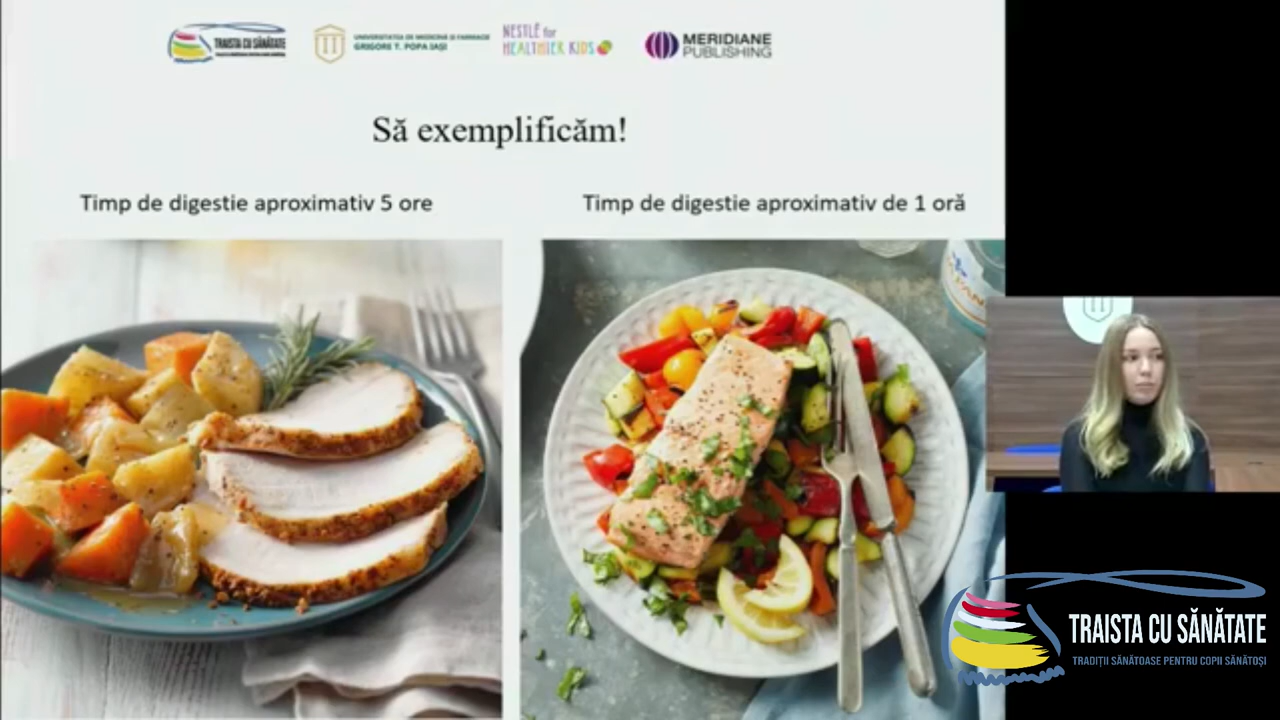 TRAISTA CU SĂNĂTATE
UNIVERSITATEA DE MEDICINĂ ȘI FARMACIE
GRIGORE T. POPA IAȘI
NESTLÉ for
HEALTHIER KIDS
MERIDIANE
PUBLISHING
Să exemplificăm!
Timp de digestie aproximativ 5 ore
Timp de digestie aproximativ de 1 oră
TRAISTA CU SĂNĂTATE
TRADIȚII SĂNĂTOASE PENTRU COPII SĂNĂTOȘI